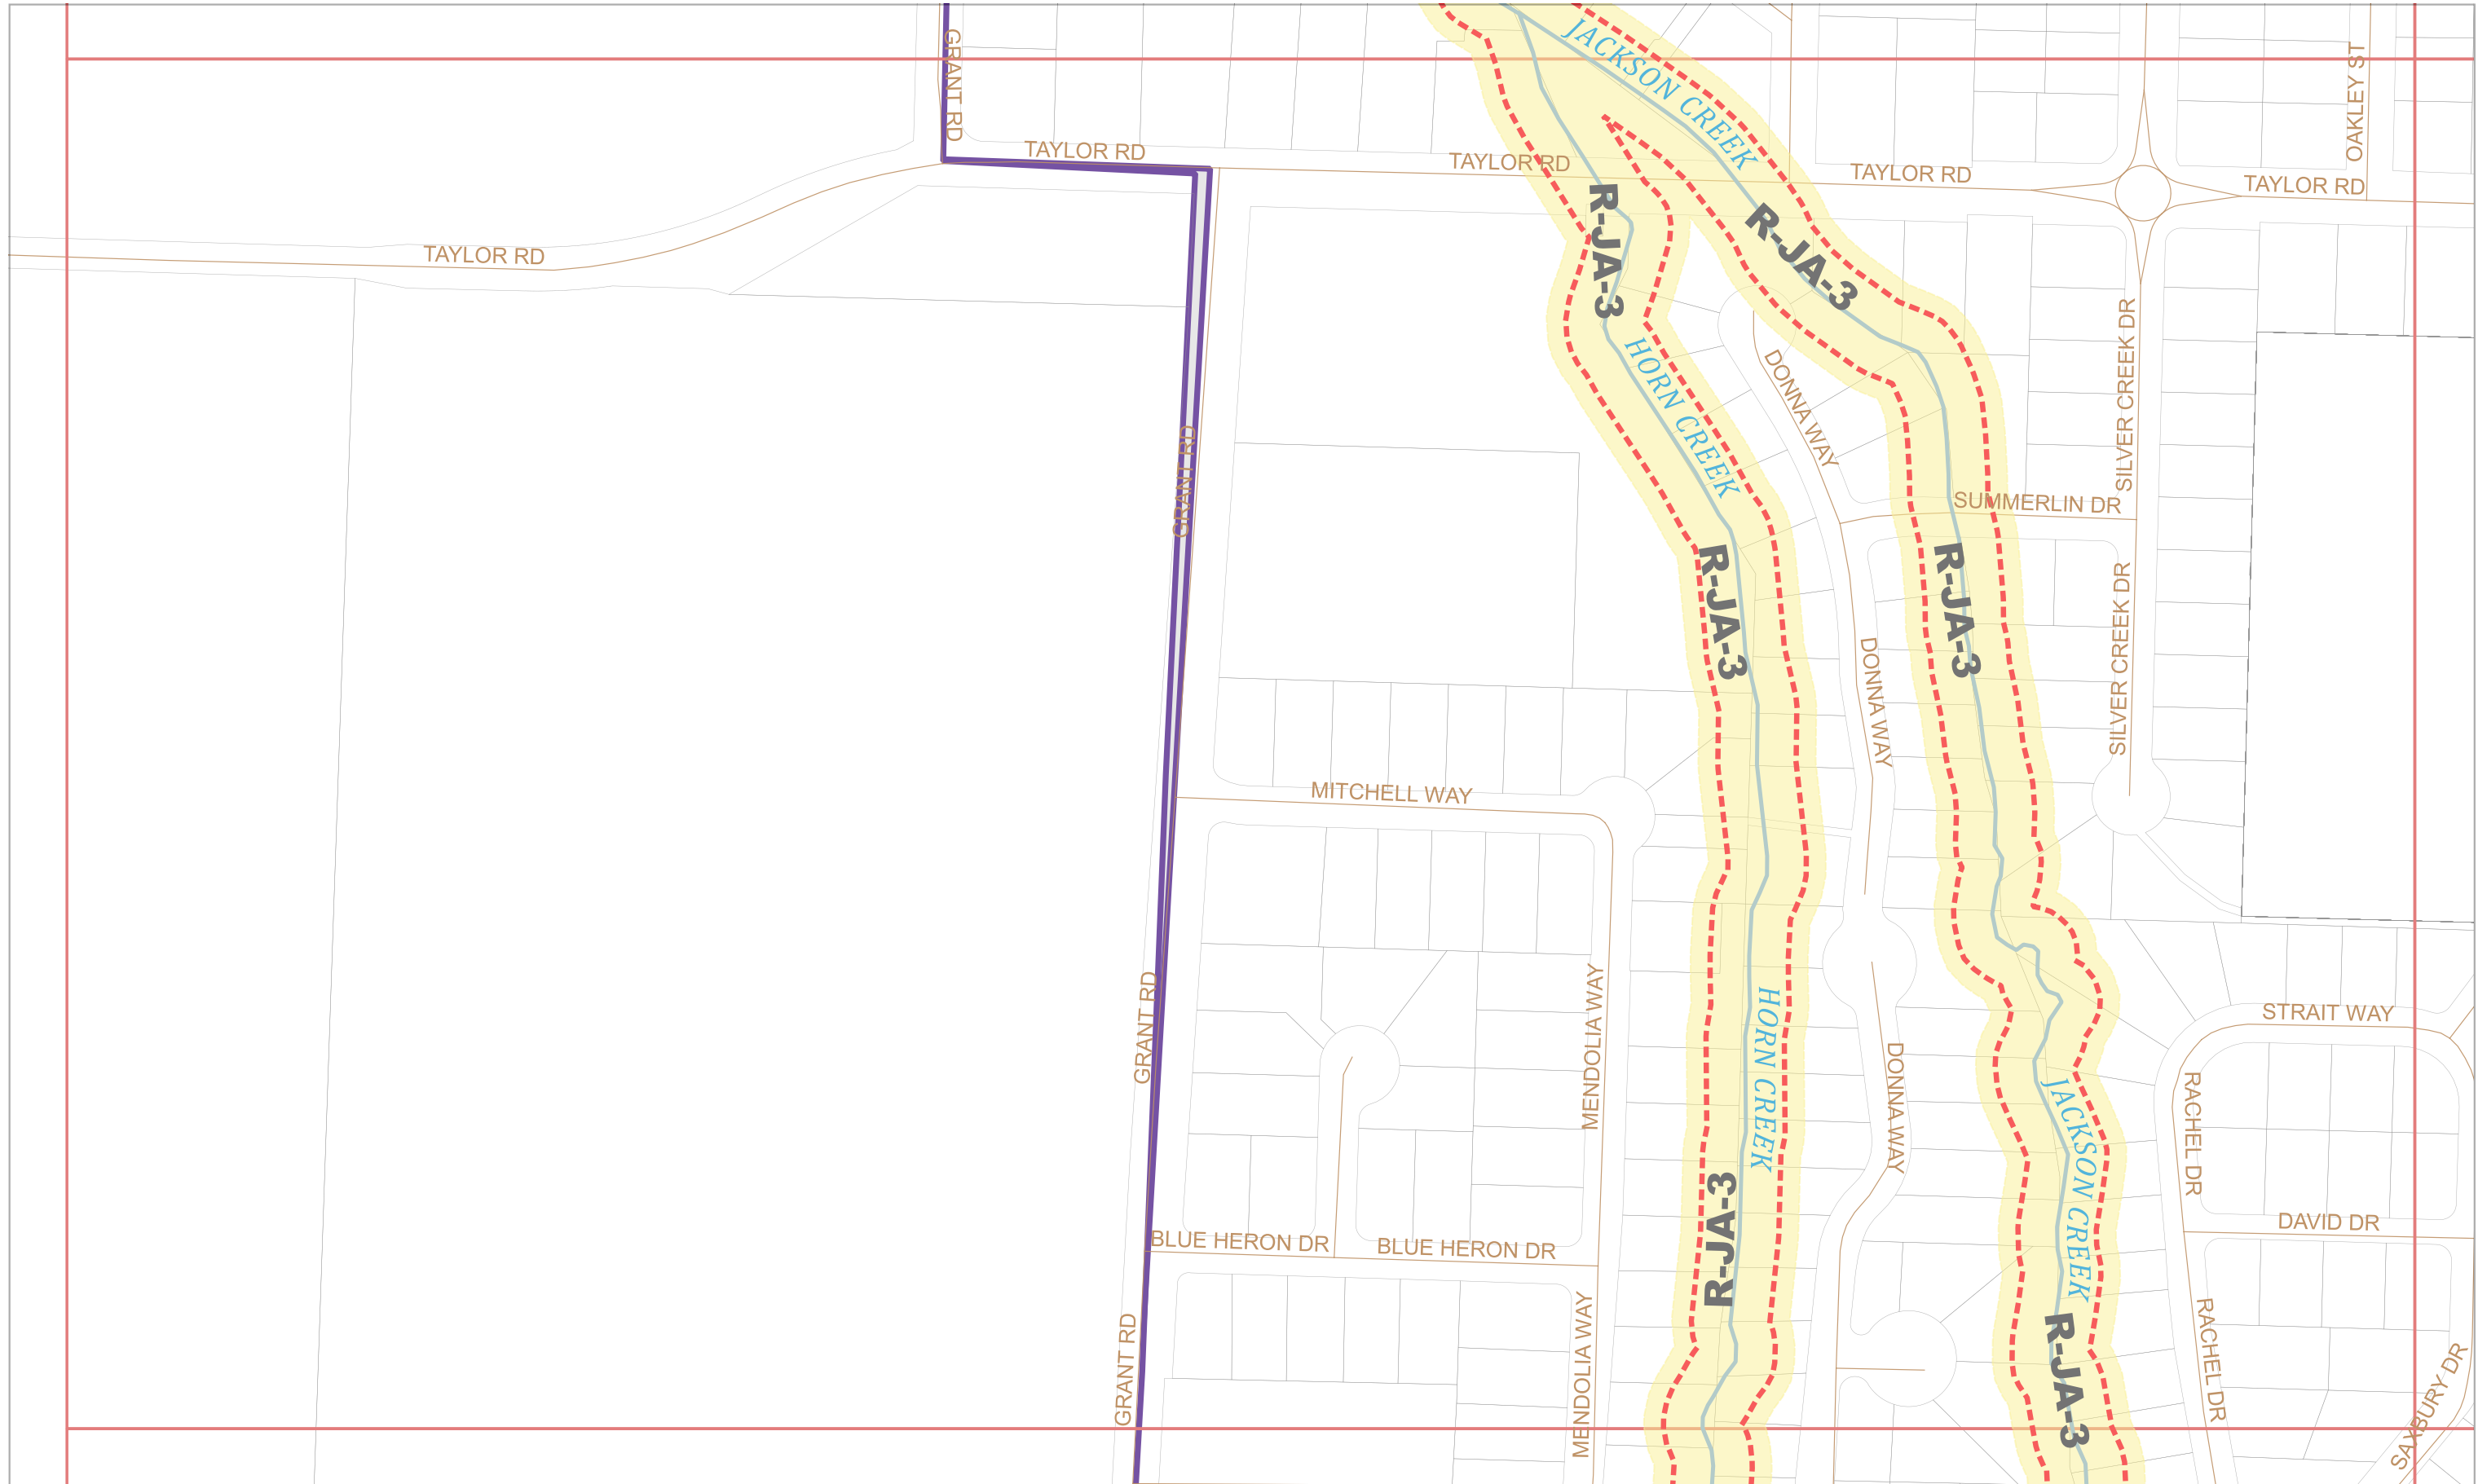 GRANT RD
JACKSON CREEK
OAKLEY ST
TAYLOR RD
TAYLOR RD
TAYLOR RD
TAYLOR RD
TAYLOR RD
R-JA-3
R-JA-3
HORN CREEK
DONNA WAY
SILVER CREEK DR
GRANT RD
SUMMERLIN DR
R-JA-3
R-JA-3
SILVER CREEK DR
DONNA WAY
MITCHELL WAY
GRANT RD
MENDOLIA WAY
HORN CREEK
STRAIT WAY
DONNA WAY
RACHEL DR
JACKSON CREEK
R-JA-3
BLUE HERON DR
BLUE HERON DR
DAVID DR
GRANT RD
MENDOLIA WAY
R-JA-3
RACHEL DR
SAXBURY DR